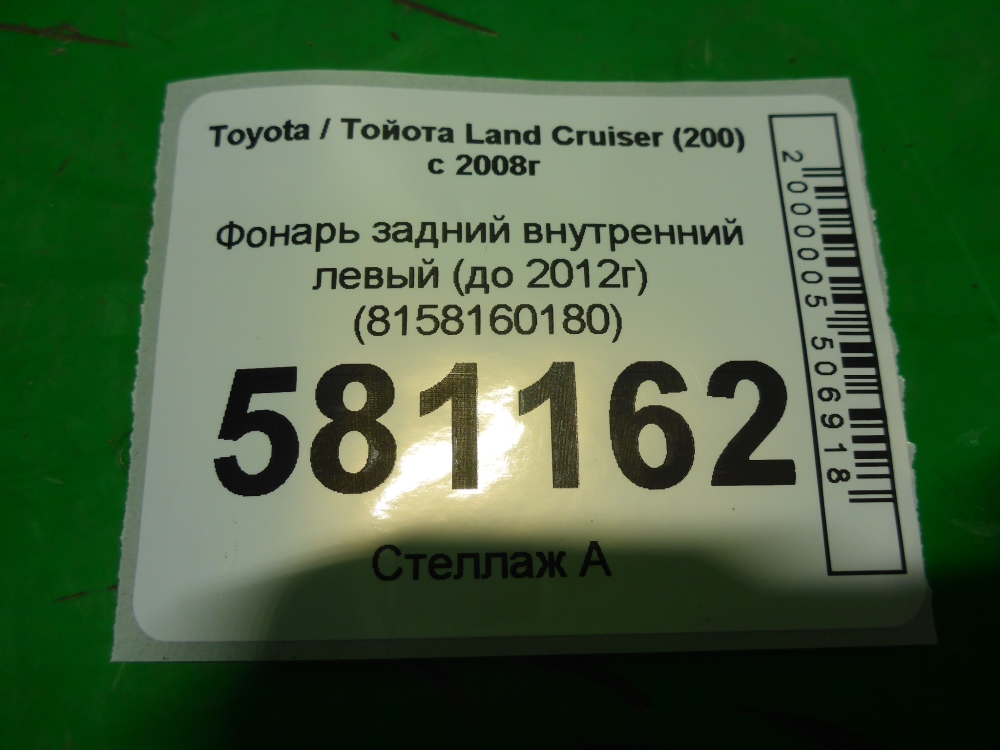 Toyota / Тойота Land Cruiser (200)
с 2008г
Фонарь задний внутренний
левый (до 2012г)
(8158160180)
581162
Стеллаж А
2000005506918